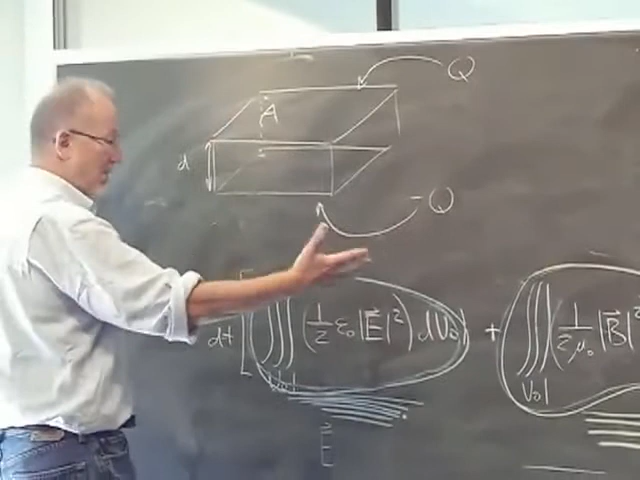 Q
A
d
-Q
dt [ ∭ Vol (1/2 ε₀ |E⃗|²) dVol + ∭ Vol (1/2μ₀ |B⃗|²
E